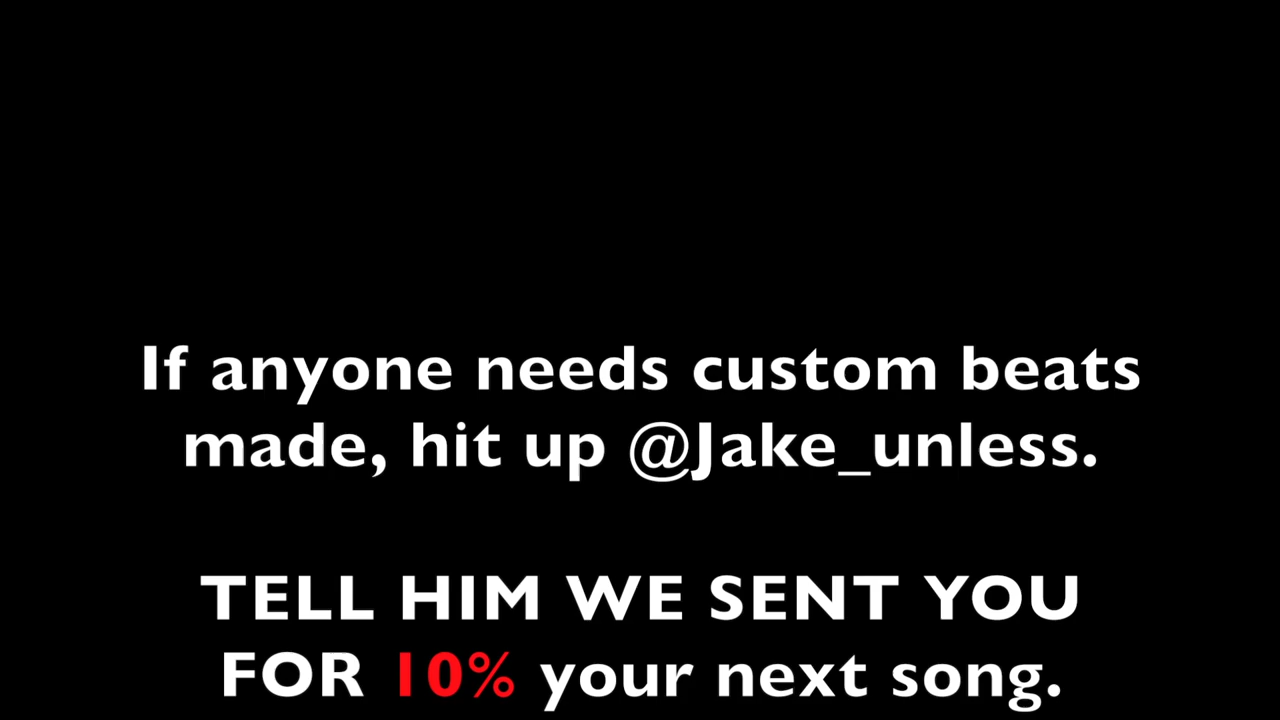 If anyone needs custom beats
made, hit up @Jake_unless.
TELL HIM WE SENT YOU
FOR 10% your next song.